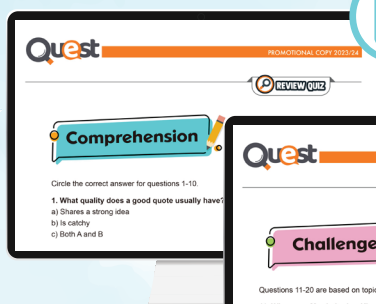 Quest
PROMOTIONAL COPY 2023/24
REVIEW QUIZ
Comprehension
Circle the correct answer for questions 1-10.
1. What quality does a good quote usually have?
a) Shares a strong idea
b) Is catchy
c) Both A and B
Quest
Challenge
Questions 11-20 are based on topic